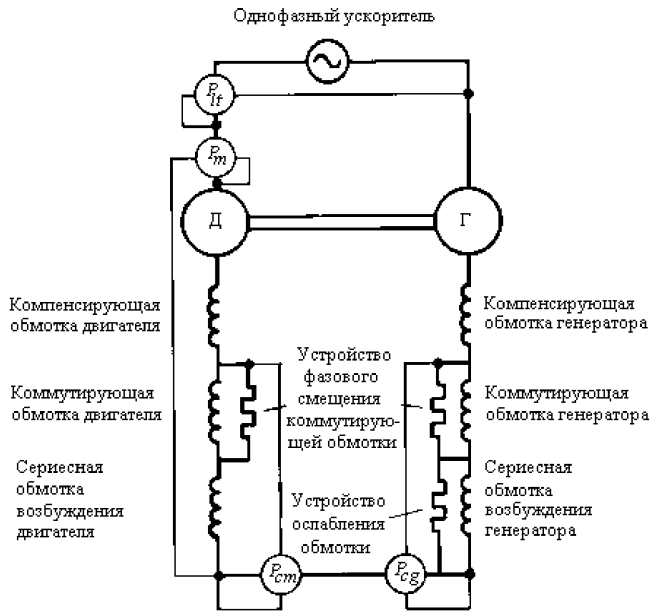 Однофазный ускоритель
P_lt
P_m
Д
Г
Компенсирующая
обмотка двигателя
Компенсирующая
обмотка генератора
Устройство
фазового
смещения
коммутирую-
щей обмотки
Коммутирующая
обмотка двигателя
Коммутирующая
обмотка генератора
Сериесная
обмотка
возбуждения
двигателя
Сериесная
обмотка
возбуждения
генератора
Устройство
ослабления
обмотки
P_cm
P_cg